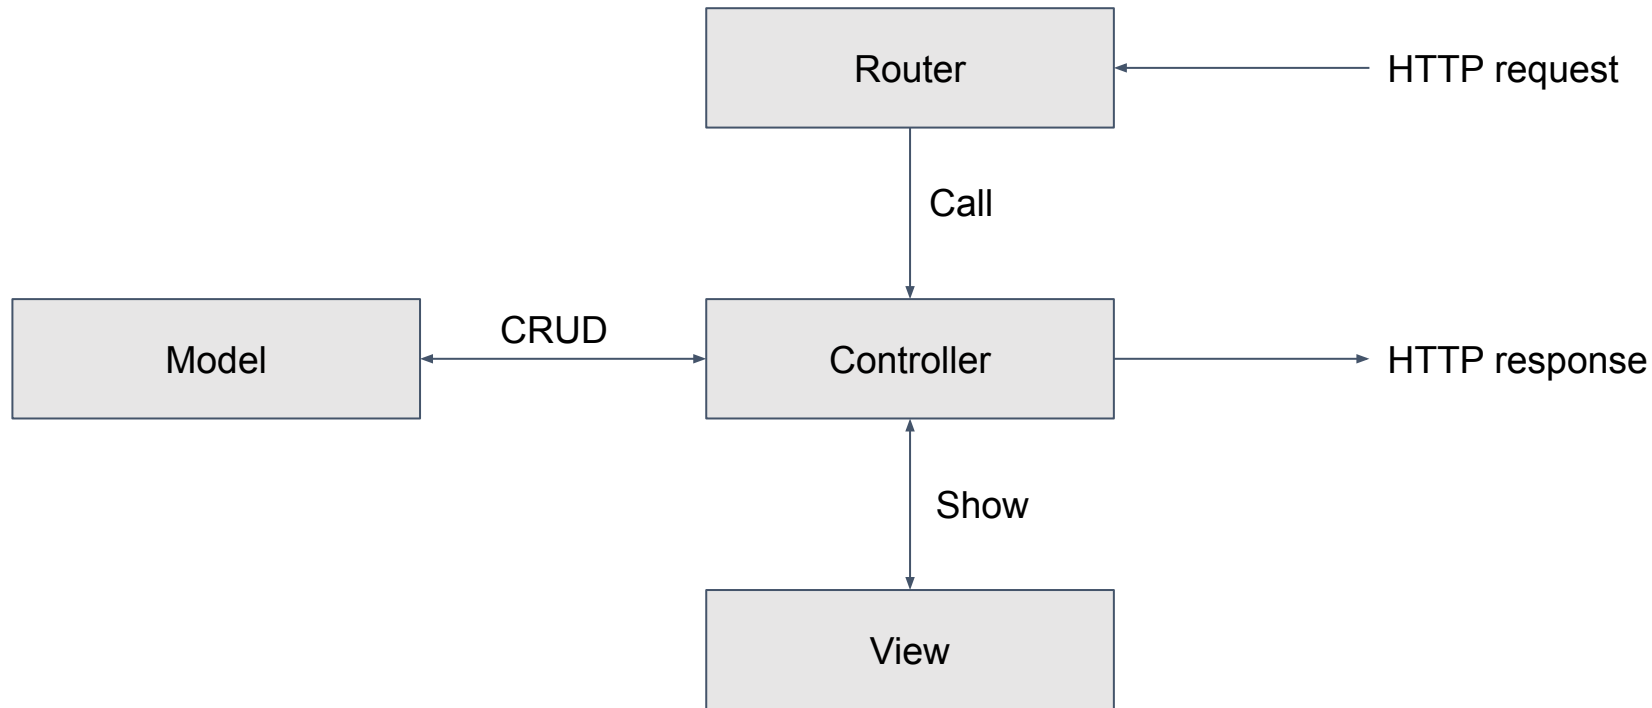 Router
HTTP request
Call
Model
CRUD
Controller
HTTP response
Show
View